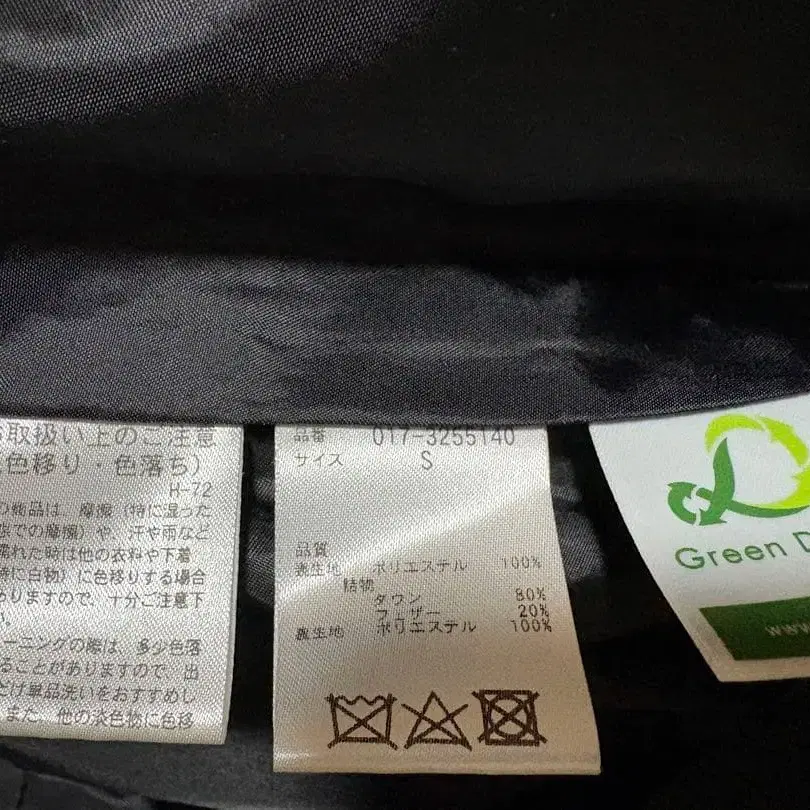 取扱い上のご注意
色移り・色落ち)
H-72
の商品は、摩擦(特に湿った
態での摩擦)や、汗や雨など
濡れた時は他の衣料や下着
特に白物)に色移りする場合
ありますので、十分ご注意下
ーニングの際は、多少色落
ることがありますので、出
だけ単品洗いをおすすめし
また、他の淡色物に色移
品番 017-3255140
サイズ S
品質
表生地 ポリエステル 100%
詰物
ダウン 80%
フェザー 20%
裏生地 ポリエステル 100%
Green D
www.